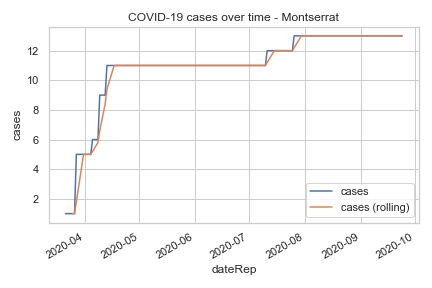 COVID-19 cases over time - Montserrat
cases
12
10
8
6
4
2
cases
cases (rolling)
2020-04
2020-05
2020-06
2020-07
2020-08
2020-09
2020-10
dateRep